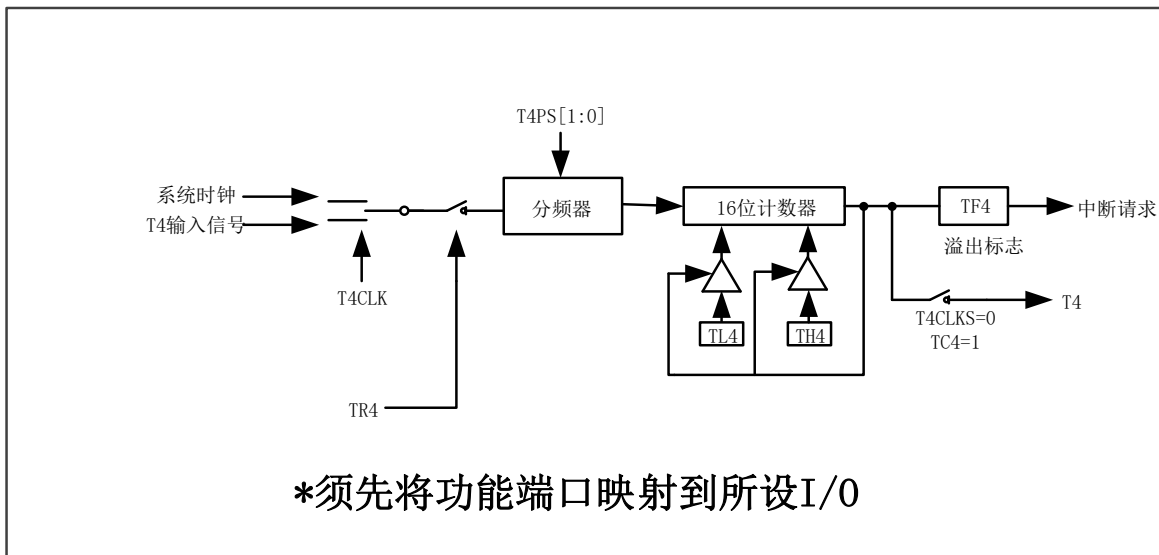 T4PS[1:0]
系统时钟
T4输入信号
分频器
16位计数器
TF4
中断请求
溢出标志
T4CLK
TL4
TH4
T4
T4CLKS=0
TC4=1
TR4
*须先将功能端口映射到所设I/O